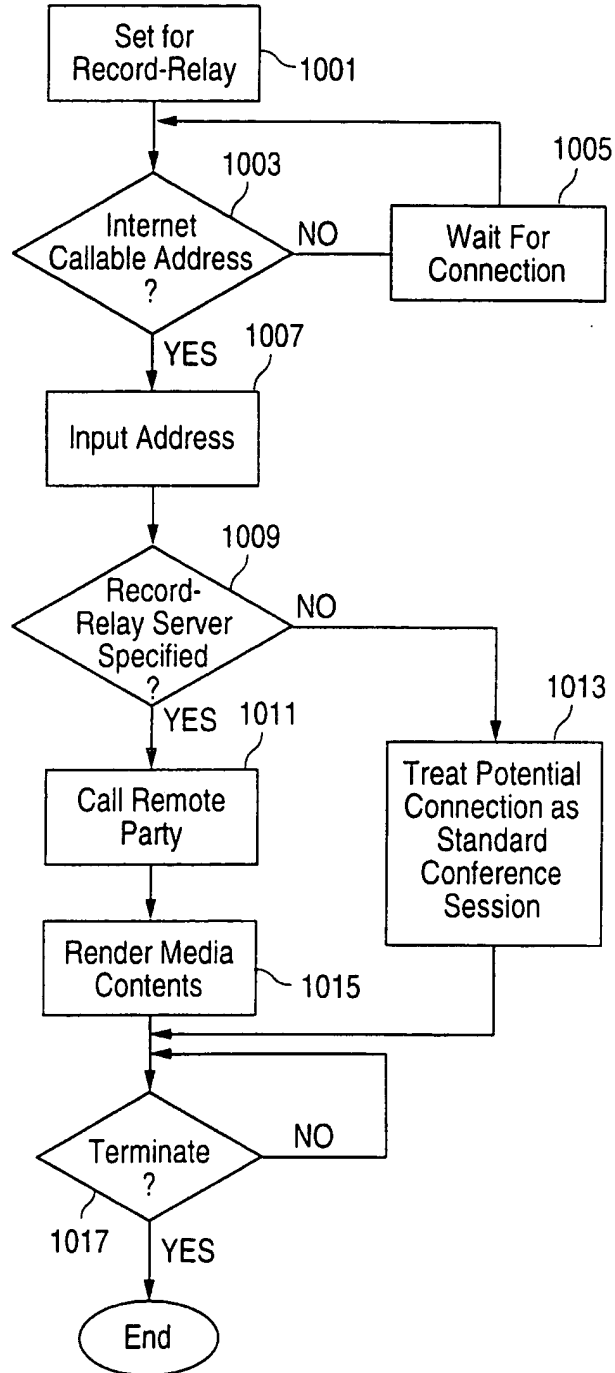 Set for
Record-Relay
1001
1003
1005
Internet
Callable Address
?
NO
Wait For
Connection
YES
1007
Input Address
1009
Record-
Relay Server
Specified
?
NO
YES
1011
1013
Call Remote
Party
Treat Potential
Connection as
Standard
Conference
Session
Render Media
Contents
1015
Terminate
?
NO
1017
YES
End